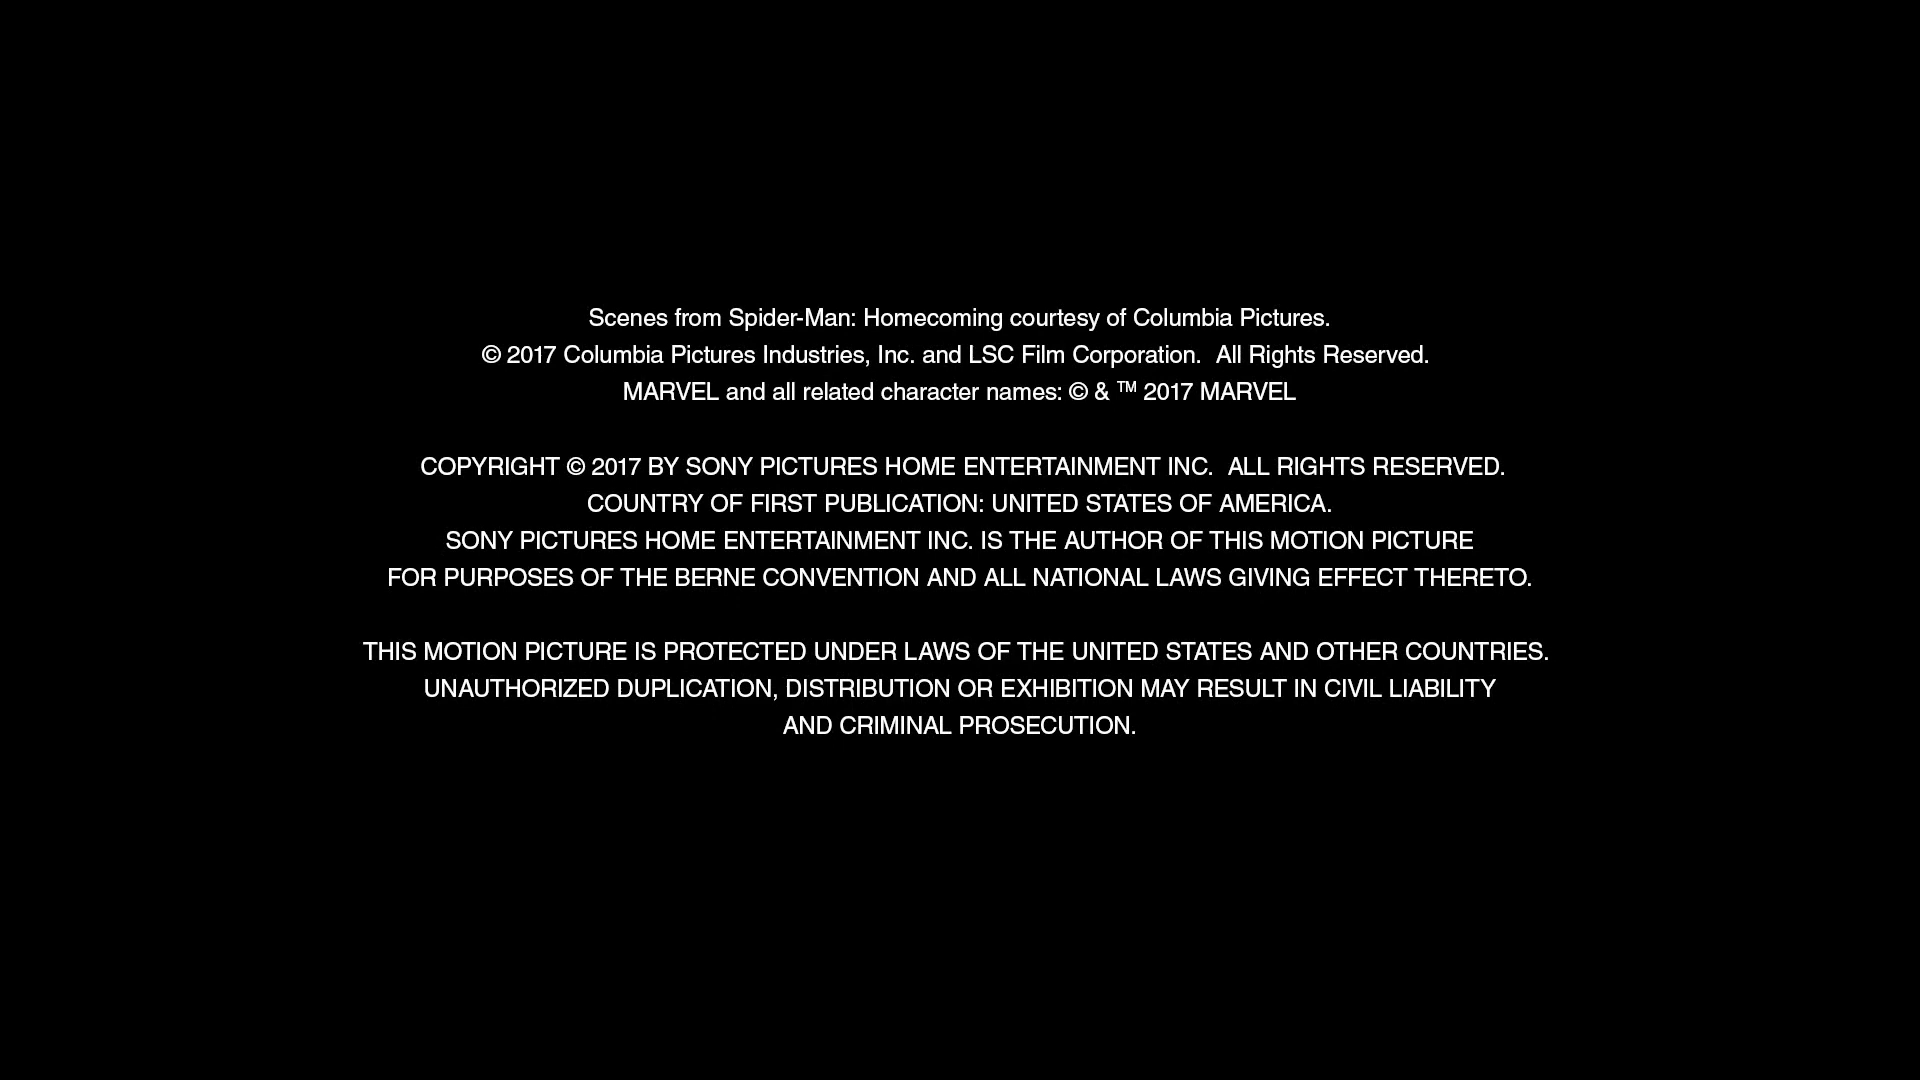 Scenes from Spider-Man: Homecoming courtesy of Columbia Pictures.
© 2017 Columbia Pictures Industries, Inc. and LSC Film Corporation.  All Rights Reserved.
MARVEL and all related character names: © & ™ 2017 MARVEL
COPYRIGHT © 2017 BY SONY PICTURES HOME ENTERTAINMENT INC.  ALL RIGHTS RESERVED.
COUNTRY OF FIRST PUBLICATION: UNITED STATES OF AMERICA.
SONY PICTURES HOME ENTERTAINMENT INC. IS THE AUTHOR OF THIS MOTION PICTURE
FOR PURPOSES OF THE BERNE CONVENTION AND ALL NATIONAL LAWS GIVING EFFECT THERETO.
THIS MOTION PICTURE IS PROTECTED UNDER LAWS OF THE UNITED STATES AND OTHER COUNTRIES.
UNAUTHORIZED DUPLICATION, DISTRIBUTION OR EXHIBITION MAY RESULT IN CIVIL LIABILITY
AND CRIMINAL PROSECUTION.